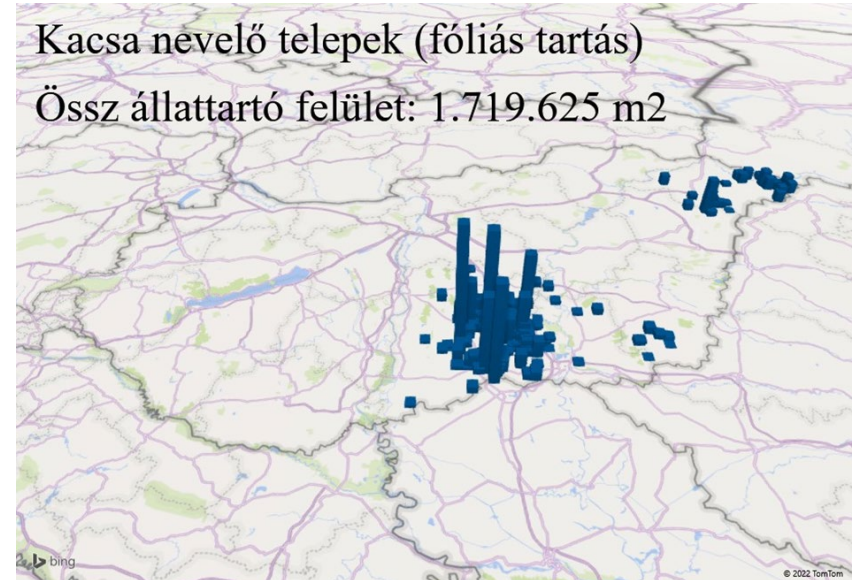 Kacsa nevelő telepek (fóliás tartás)
Össz állattartó felület: 1.719.625 m2
bing
© 2022 TomTom